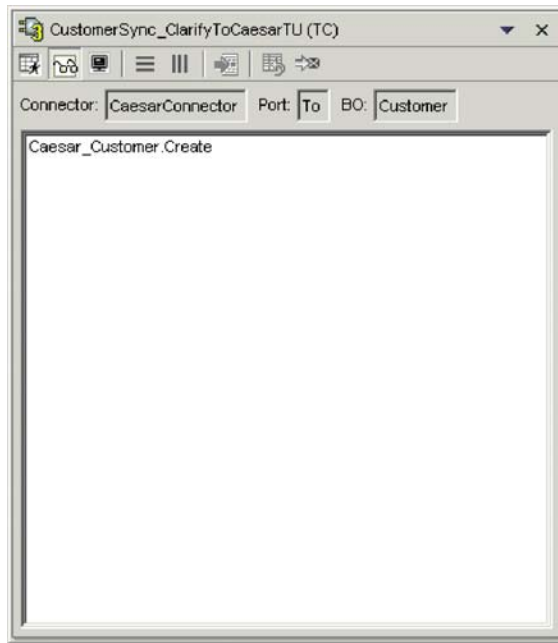 CustomerSync_ClarifyToCaesarTU (TC)
Connector: CaesarConnector Port: To BO: Customer
Caesar_Customer.Create